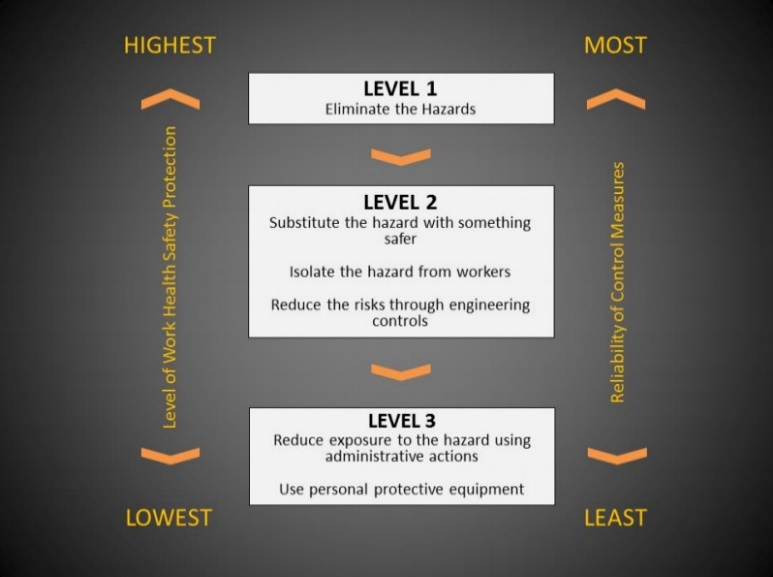 HIGHEST
MOST
LEVEL 1
Eliminate the Hazards
Level of Work Health Safety Protection
Reliability of Control Measures
LEVEL 2
Substitute the hazard with something
safer
Isolate the hazard from workers
Reduce the risks through engineering
controls
LEVEL 3
Reduce exposure to the hazard using
administrative actions
Use personal protective equipment
LOWEST
LEAST